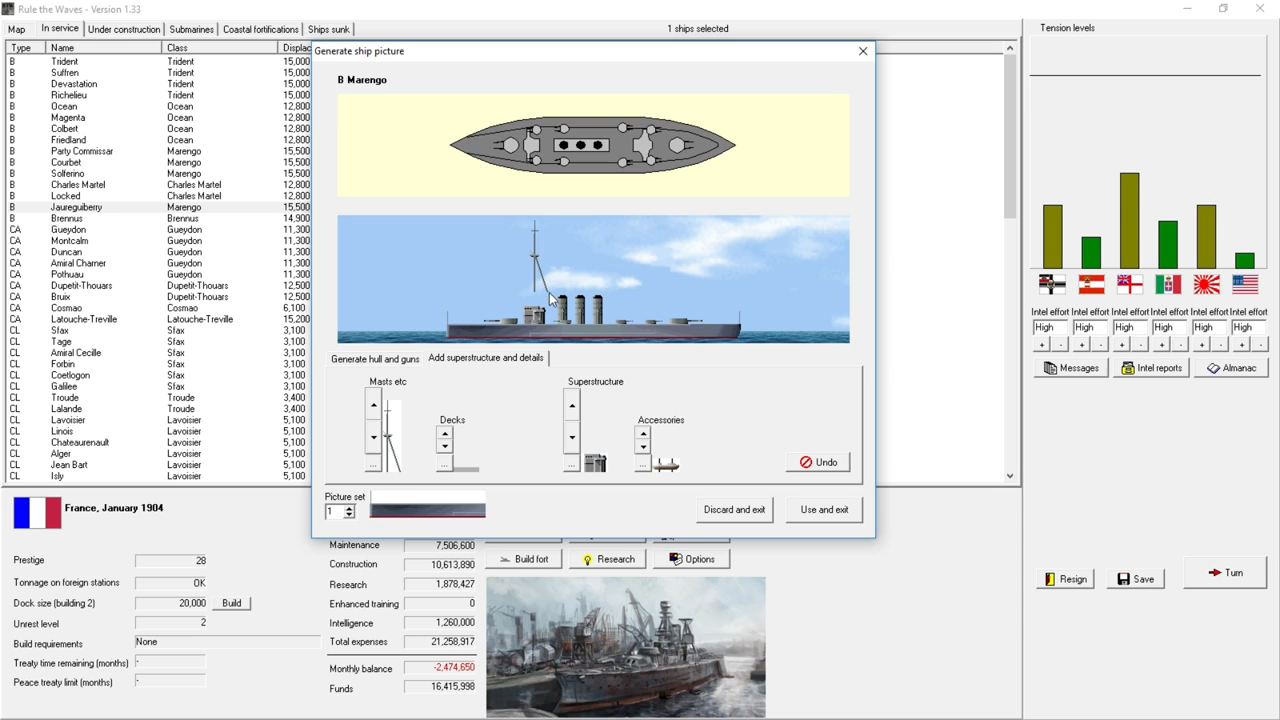 Rule the Waves - Version 1.33
Map In service Under construction Submarines Coastal fortifications Ships sunk 1 ships selected
Type Name Class Displac
B Trident Trident 15,000
B Suffren Trident 15,000
B Devastation Trident 15,000
B Richelieu Trident 15,000
B Ocean Ocean 12,800
B Magenta Ocean 12,800
B Colbert Ocean 12,800
B Friedland Ocean 12,800
B Party Commissar Marengo 15,500
B Courbet Marengo 15,500
B Solferino Marengo 15,500
B Charles Martel Charles Martel 12,800
B Locked Charles Martel 12,800
B Jaureguiberry Marengo 15,500
B Brennus Brennus 14,900
CA Gueydon Gueydon 11,300
CA Montcalm Gueydon 11,300
CA Duncan Gueydon 11,300
CA Amiral Charner Gueydon 11,300
CA Pothuau Gueydon 11,300
CA Dupetit-Thouars Dupetit-Thouars 12,500
CA Bruix Dupetit-Thouars 12,500
CA Cosmao Cosmao 6,100
CA Latouche-Treville Latouche-Treville 15,200
CL Sfax Sfax 3,100
CL Tage Sfax 3,100
CL Amiral Cecille Sfax 3,100
CL Forbin Sfax 3,100
CL Coetlogon Sfax 3,100
CL Galilee Sfax 3,100
CL Troude Troude 3,400
CL Lalande Troude 3,400
CL Lavoisier Lavoisier 5,100
CL Linois Lavoisier 5,100
CL Chateaurenault Lavoisier 5,100
CL Alger Lavoisier 5,100
CL Jean Bart Lavoisier 5,100
CL Isly Lavoisier 5,100
Generate ship picture
B Marengo
Generate hull and guns Add superstructure and details
Masts etc Superstructure
Decks Accessories
... ... ... ...
Undo
Picture set
1
Discard and exit Use and exit
Tension levels
Intel effort Intel effort Intel effort Intel effort Intel effort Intel effort
High High High High High High
+ - + - + - + - + - + -
Messages Intel reports Almanac
France, January 1904
Prestige 28
Tonnage on foreign stations OK
Dock size (building 2) 20,000 Build
Unrest level 2
Build requirements None
Treaty time remaining (months) -
Peace treaty limit (months) -
Maintenance 7,506,600
Construction 10,613,890
Research 1,878,427
Enhanced training 0
Intelligence 1,260,000
Total expenses 21,258,917
Monthly balance -2,474,650
Funds 16,415,998
Build fort Research Options
Resign Save Turn